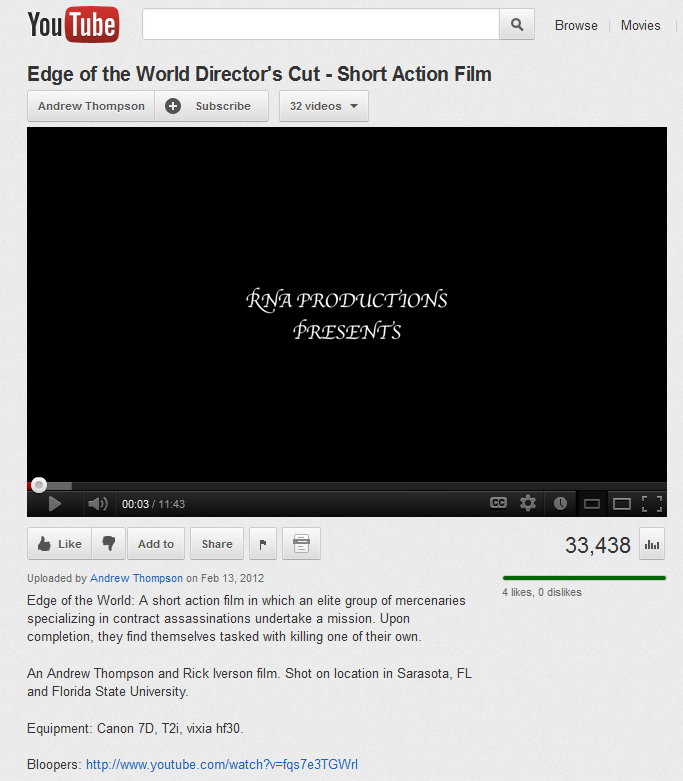 YouTube
Browse
Movies
Edge of the World Director's Cut - Short Action Film
Andrew Thompson
Subscribe
32 videos
RNA PRODUCTIONS
PRESENTS
00:03 / 11:43
CC
Like
Add to
Share
33,438
Uploaded by Andrew Thompson on Feb 13, 2012
4 likes, 0 dislikes
Edge of the World: A short action film in which an elite group of mercenaries
specializing in contract assassinations undertake a mission. Upon
completion, they find themselves tasked with killing one of their own.
An Andrew Thompson and Rick Iverson film. Shot on location in Sarasota, FL
and Florida State University.
Equipment: Canon 7D, T2i, vixia hf30.
Bloopers: http://www.youtube.com/watch?v=fqs7e3TGWrI